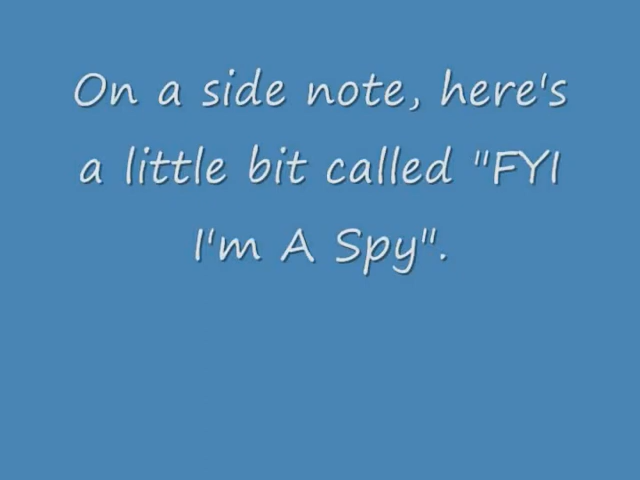 On a side note, here's
a little bit called "FYI
I'm A Spy".